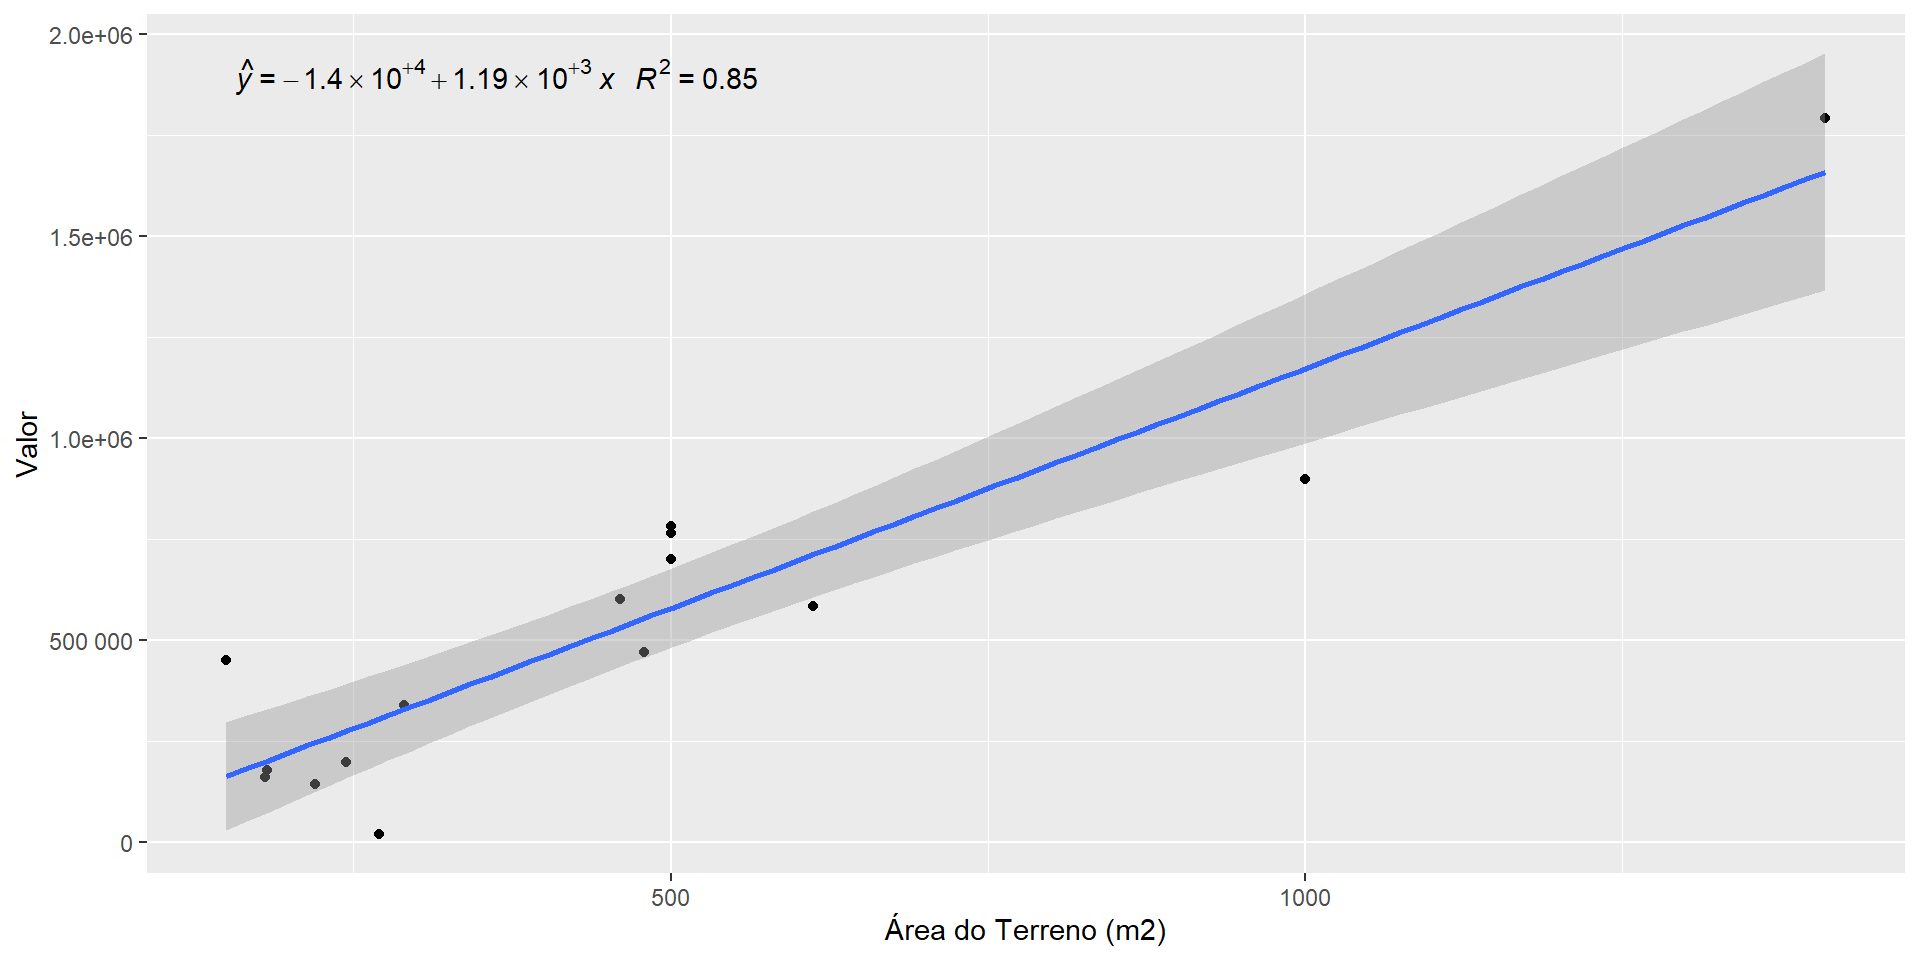 2.0e+06
ŷ = − 1.4 × 10⁺⁴ + 1.19 × 10⁺³ x R² = 0.85
1.5e+06
Valor
1.0e+06
500 000
0
500 1000
Área do Terreno (m2)